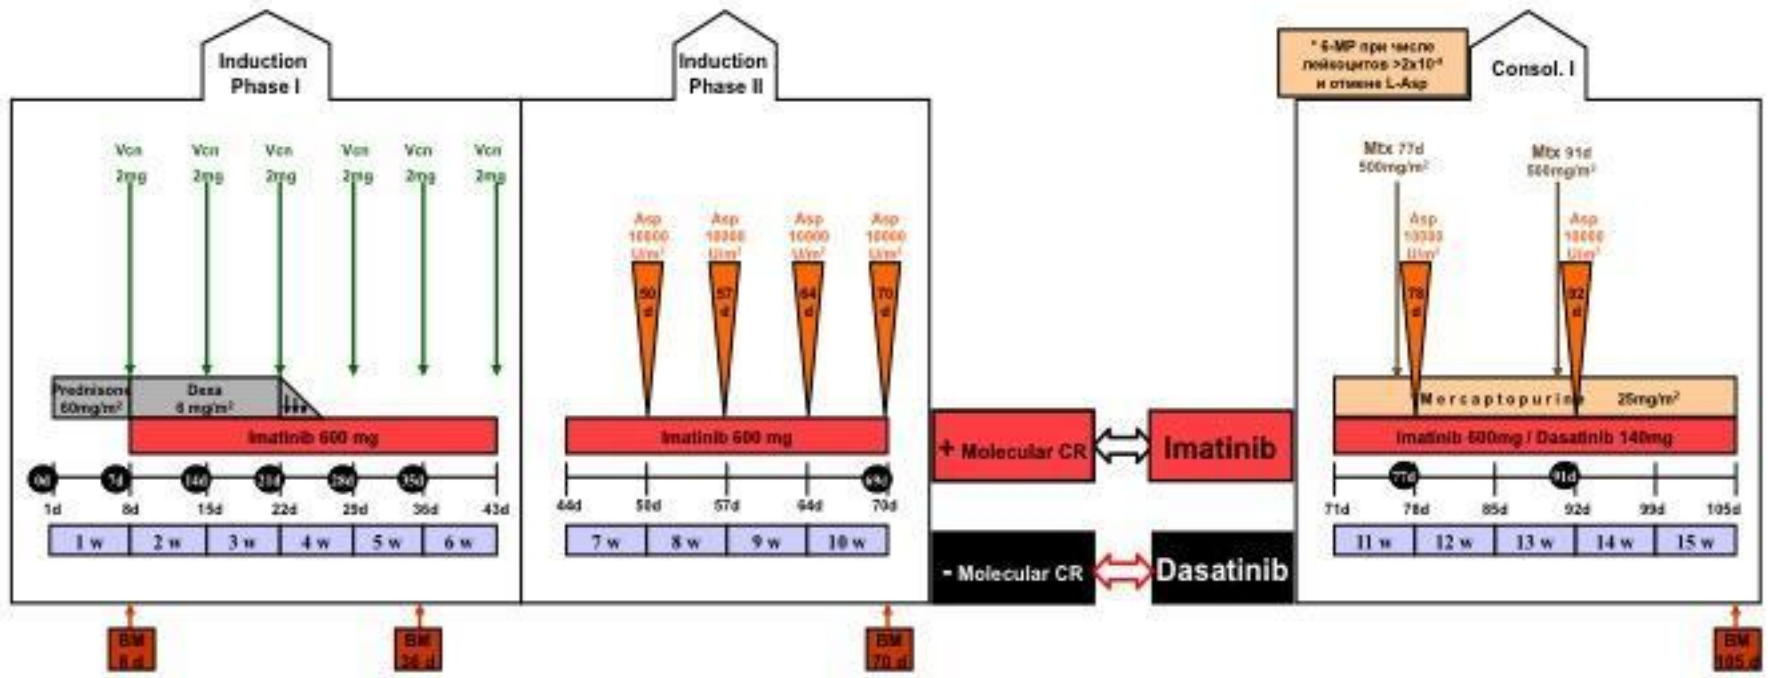 Induction
Phase I
Induction
Phase II
* 6-MP при числе
лейкоцитов >2x10⁻⁹
и отмене L-Asp
Consol. I
Vcn
2mg
Vcn
2mg
Vcn
2mg
Vcn
2mg
Vcn
2mg
Vcn
2mg
Asp
10000
U/m²
Asp
10000
U/m²
Asp
10000
U/m²
Asp
10000
U/m²
50
d
57
d
64
d
70
d
Mtx 77d
500mg/m²
Mtx 91d
500mg/m²
Asp
10000
U/m²
Asp
10000
U/m²
78
d
92
d
Prednisone
60mg/m²
Dexa
6 mg/m²
Imatinib 600 mg
Imatinib 600 mg
Mercaptopurine 25mg/m²
Imatinib 600mg / Dasatinib 140mg
+ Molecular CR
Imatinib
- Molecular CR
Dasatinib
0d 7d 14d 21d 28d 35d
1d 8d 15d 22d 29d 36d 43d
1 w 2 w 3 w 4 w 5 w 6 w
69d
44d 50d 57d 64d 70d
7 w 8 w 9 w 10 w
77d 91d
71d 78d 85d 92d 99d 105d
11 w 12 w 13 w 14 w 15 w
BM
8 d
BM
36 d
BM
70 d
BM
105 d